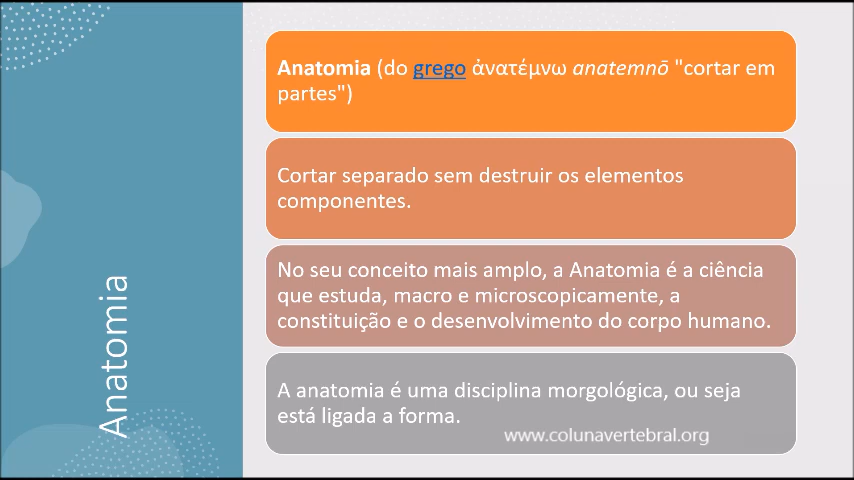 Anatomia
Anatomia (do grego ἀνατέμνω anatemnō "cortar em
partes")
Cortar separado sem destruir os elementos
componentes.
No seu conceito mais amplo, a Anatomia é a ciência
que estuda, macro e microscopicamente, a
constituição e o desenvolvimento do corpo humano.
A anatomia é uma disciplina morgológica, ou seja
está ligada a forma.
www.colunavertebral.org